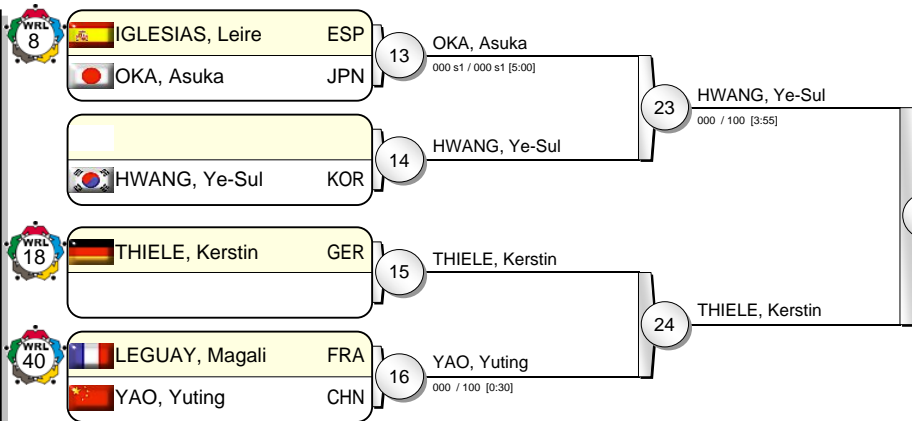 WRL
8
IGLESIAS, Leire ESP
OKA, Asuka JPN
13
OKA, Asuka
000 s1 / 000 s1 [5:00]
HWANG, Ye-Sul KOR
14
HWANG, Ye-Sul
23
HWANG, Ye-Sul
000 / 100 [3:55]
WRL
18
THIELE, Kerstin GER
15
THIELE, Kerstin
24
THIELE, Kerstin
WRL
40
LEGUAY, Magali FRA
YAO, Yuting CHN
16
YAO, Yuting
000 / 100 [0:30]